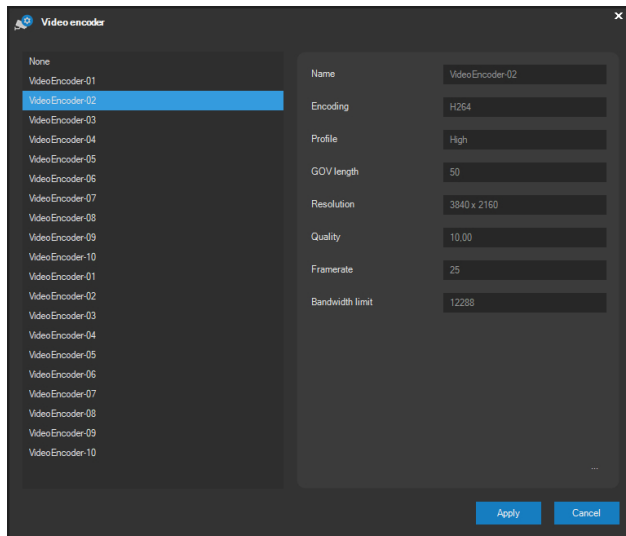 Video encoder
None
VideoEncoder-01
VideoEncoder-02
VideoEncoder-03
VideoEncoder-04
VideoEncoder-05
VideoEncoder-06
VideoEncoder-07
VideoEncoder-08
VideoEncoder-09
VideoEncoder-10
VideoEncoder-01
VideoEncoder-02
VideoEncoder-03
VideoEncoder-04
VideoEncoder-05
VideoEncoder-06
VideoEncoder-07
VideoEncoder-08
VideoEncoder-09
VideoEncoder-10
Name VideoEncoder-02
Encoding H264
Profile High
GOV length 50
Resolution 3840 x 2160
Quality 10,00
Framerate 25
Bandwidth limit 12288
...
Apply Cancel